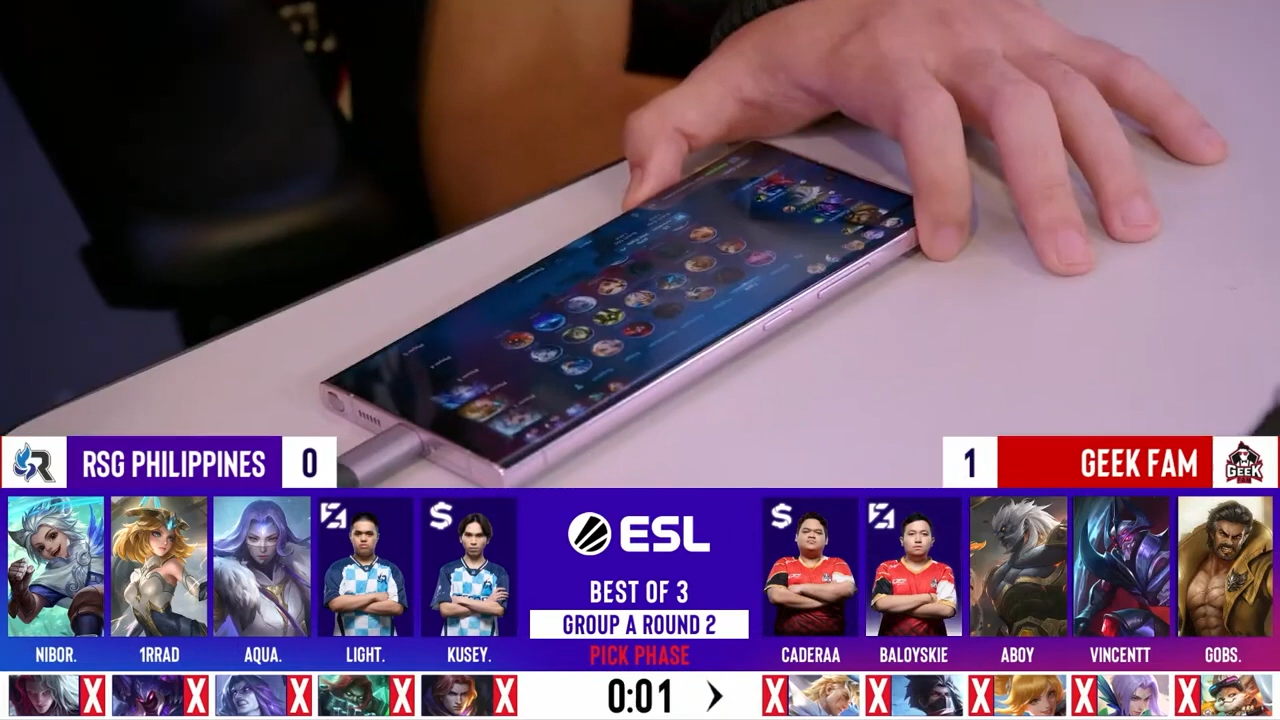 RSG PHILIPPINES 0
1 GEEK FAM
GEEK
ESL
BEST OF 3
GROUP A ROUND 2
PICK PHASE
NIBOR. 1RRAD AQUA. LIGHT. KUSEY.
CADERAA BALOYSKIE ABOY VINCENTT GOBS.
X X X X X 0:01 X X X X X